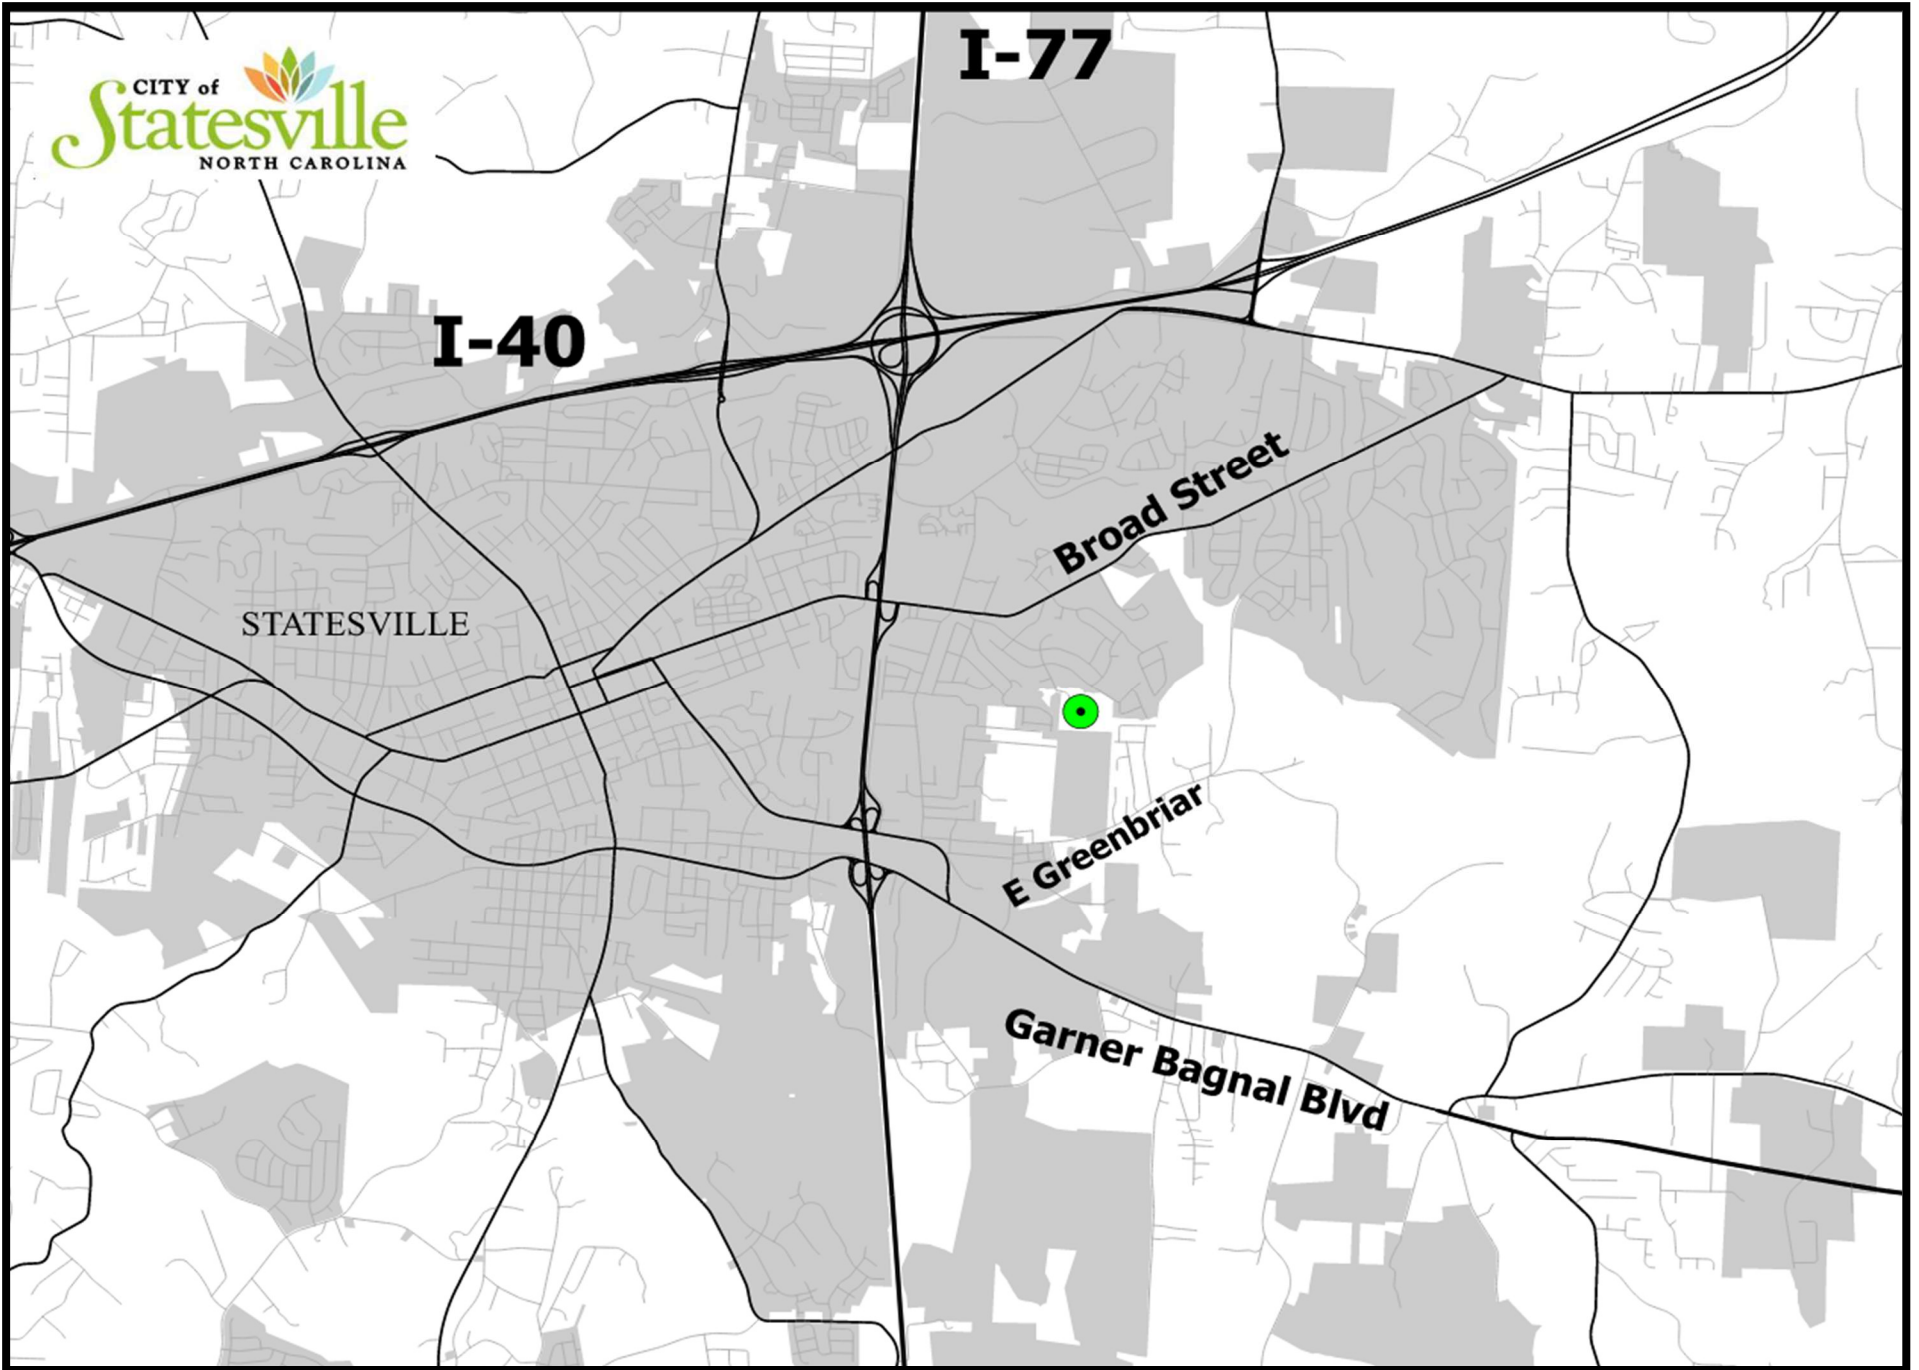 I-77
CITY of
Statesville
NORTH CAROLINA
I-40
Broad Street
STATESVILLE
E Greenbriar
Garner Bagnal Blvd